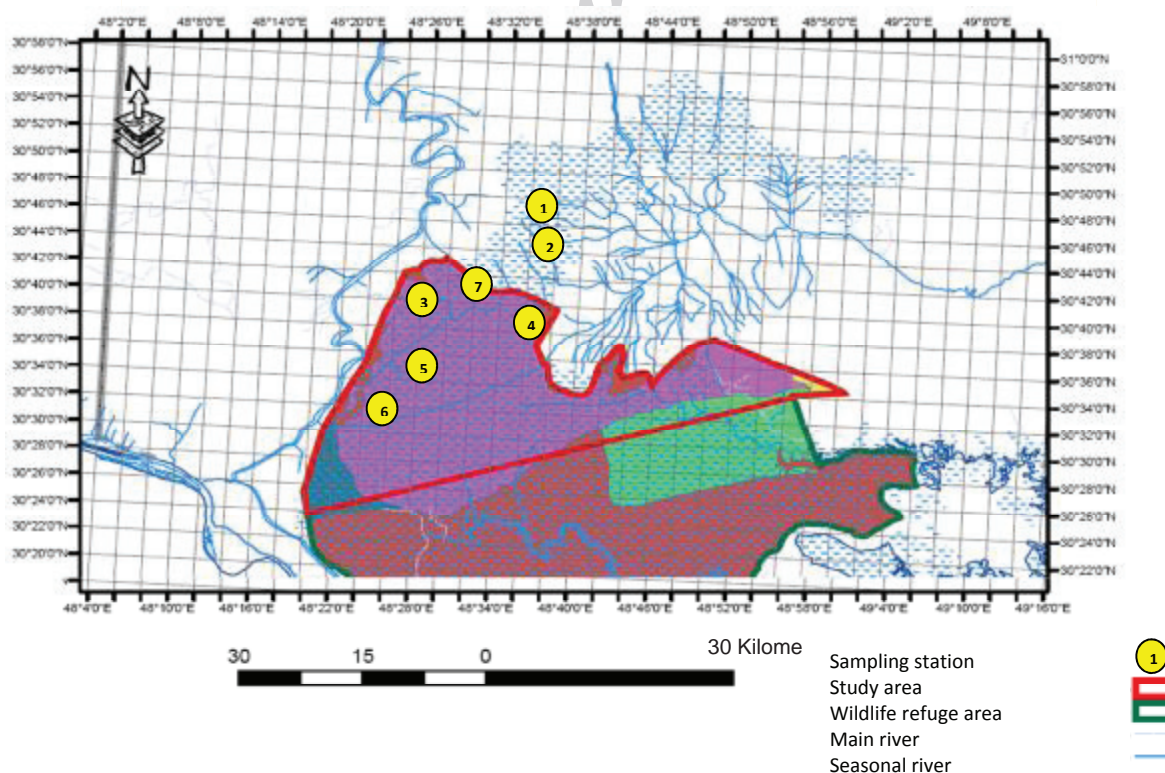 48°2'0"E 48°8'0"E 48°14'0"E 48°20'0"E 48°26'0"E 48°32'0"E 48°38'0"E 48°44'0"E 48°50'0"E 48°56'0"E 49°2'0"E 49°8'0"E
31°0'0"N
30°56'0"N
30°58'0"N
30°54'0"N
30°56'0"N
N
30°52'0"N
30°54'0"N
30°50'0"N
30°52'0"N
30°48'0"N
30°50'0"N
30°46'0"N
1
30°48'0"N
30°44'0"N
2
30°46'0"N
30°42'0"N
30°44'0"N
30°40'0"N
7
3
30°42'0"N
30°38'0"N
4
30°40'0"N
30°36'0"N
30°38'0"N
30°34'0"N
5
30°36'0"N
30°32'0"N
6
30°34'0"N
30°30'0"N
30°32'0"N
30°28'0"N
30°30'0"N
30°26'0"N
30°28'0"N
30°24'0"N
30°26'0"N
30°22'0"N
30°24'0"N
30°20'0"N
30°22'0"N
48°4'0"E 48°10'0"E 48°16'0"E 48°22'0"E 48°28'0"E 48°34'0"E 48°40'0"E 48°46'0"E 48°52'0"E 48°58'0"E 49°4'0"E 49°10'0"E 49°16'0"E
30 15 0 30 Kilome
Sampling station 1
Study area
Wildlife refuge area
Main river
Seasonal river